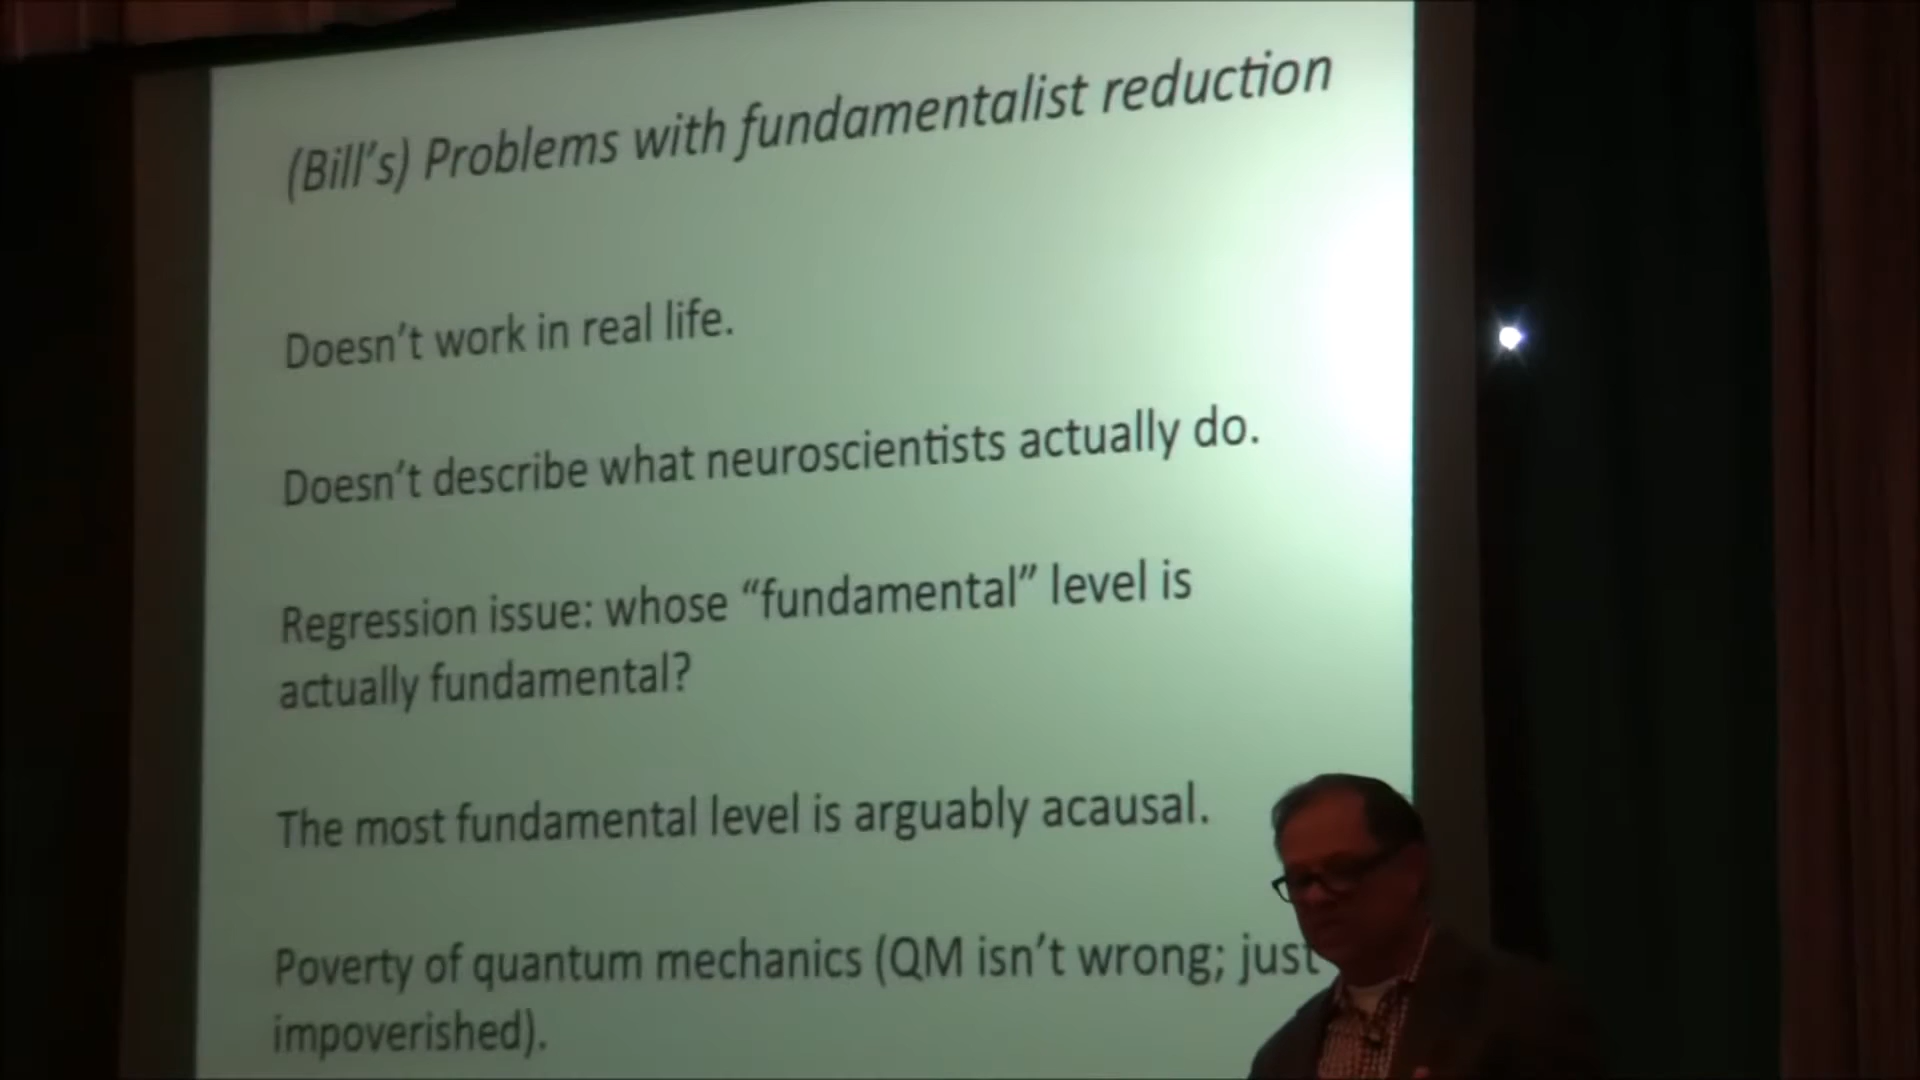 (Bill’s) Problems with fundamentalist reduction
Doesn’t work in real life.
Doesn’t describe what neuroscientists actually do.
Regression issue: whose “fundamental” level is
actually fundamental?
The most fundamental level is arguably acausal.
Poverty of quantum mechanics (QM isn’t wrong; just
impoverished).